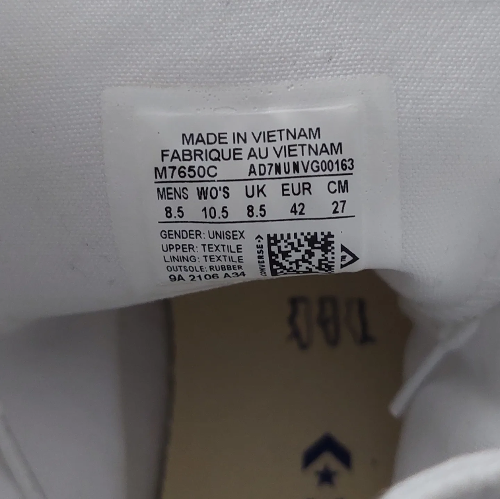 MADE IN VIETNAM
FABRIQUE AU VIETNAM
M7650C AD7NUNVG00163
MENS WO'S UK EUR CM
8.5 10.5 8.5 42 27
GENDER: UNISEX
UPPER: TEXTILE
LINING: TEXTILE
OUTSOLE: RUBBER
9A 2106 A34
CONVERSE